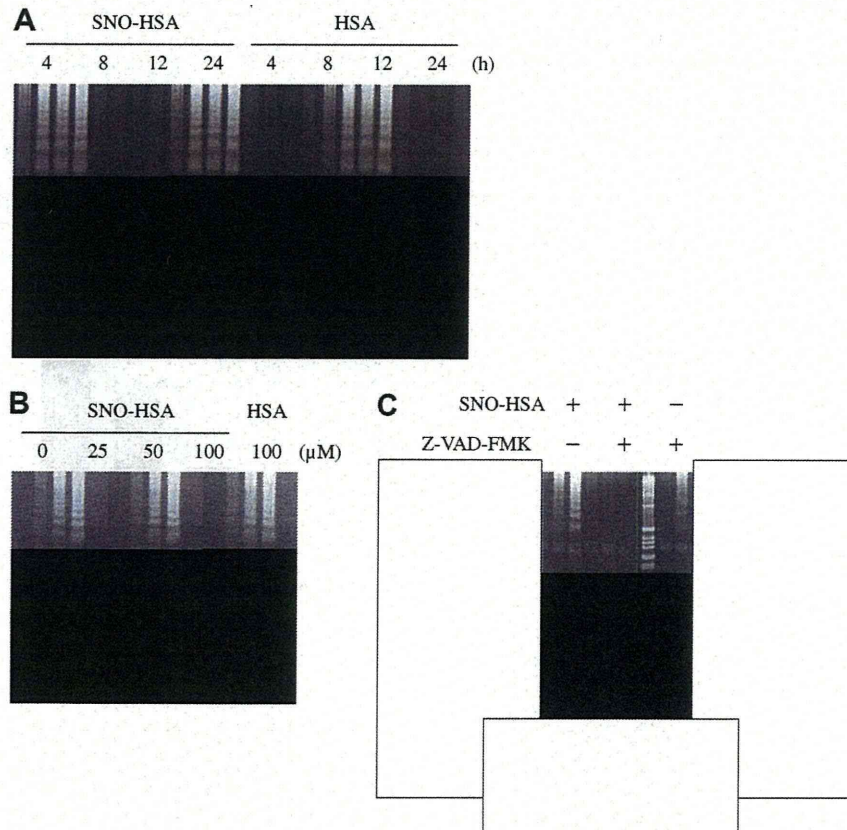 A
SNO-HSA HSA
4 8 12 24 4 8 12 24 (h)
B
SNO-HSA HSA
0 25 50 100 100 (µM)
C
SNO-HSA + + −
Z-VAD-FMK − + +